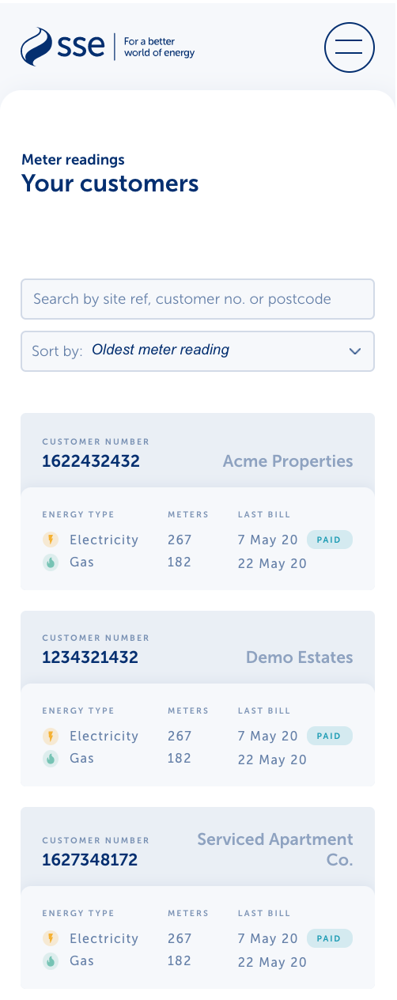 sse
For a better
world of energy
Meter readings
Your customers
Search by site ref, customer no. or postcode
Sort by: Oldest meter reading
CUSTOMER NUMBER
1622432432 Acme Properties
ENERGY TYPE METERS LAST BILL
Electricity 267 7 May 20 PAID
Gas 182 22 May 20
CUSTOMER NUMBER
1234321432 Demo Estates
ENERGY TYPE METERS LAST BILL
Electricity 267 7 May 20 PAID
Gas 182 22 May 20
CUSTOMER NUMBER Serviced Apartment
1627348172 Co.
ENERGY TYPE METERS LAST BILL
Electricity 267 7 May 20 PAID
Gas 182 22 May 20